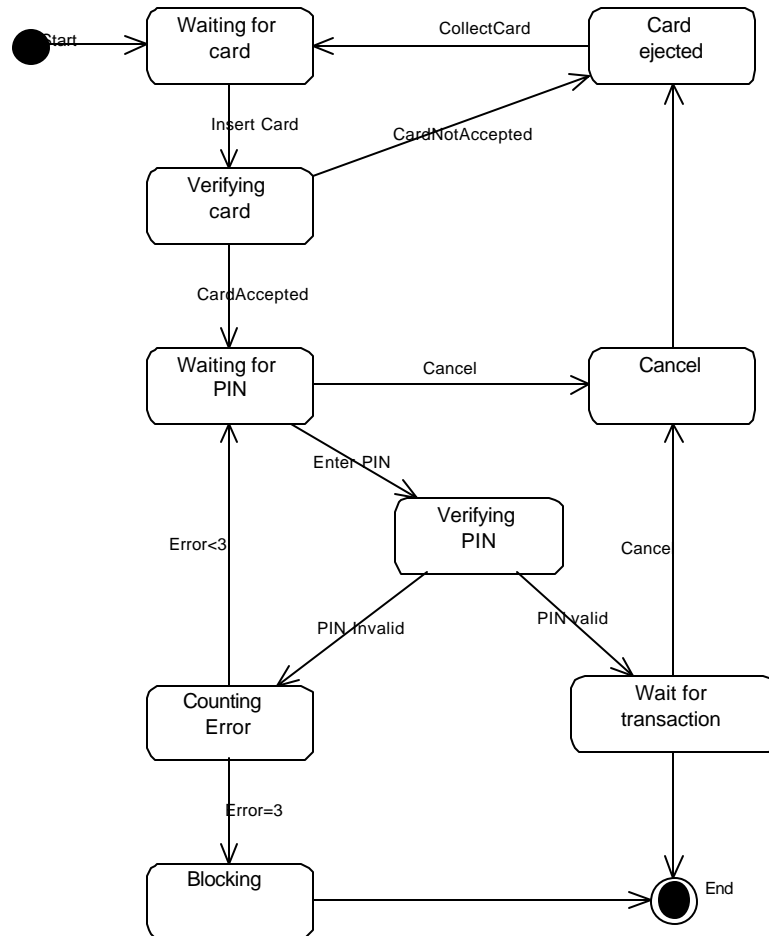 Start
Waiting for
card
CollectCard
Card
ejected
Insert Card
CardNotAccepted
Verifying
card
CardAccepted
Waiting for
PIN
Cancel
Cancel
Enter PIN
Verifying
PIN
Error<3
Cancel
PIN Invalid
PIN valid
Counting
Error
Wait for
transaction
Error=3
Blocking
End